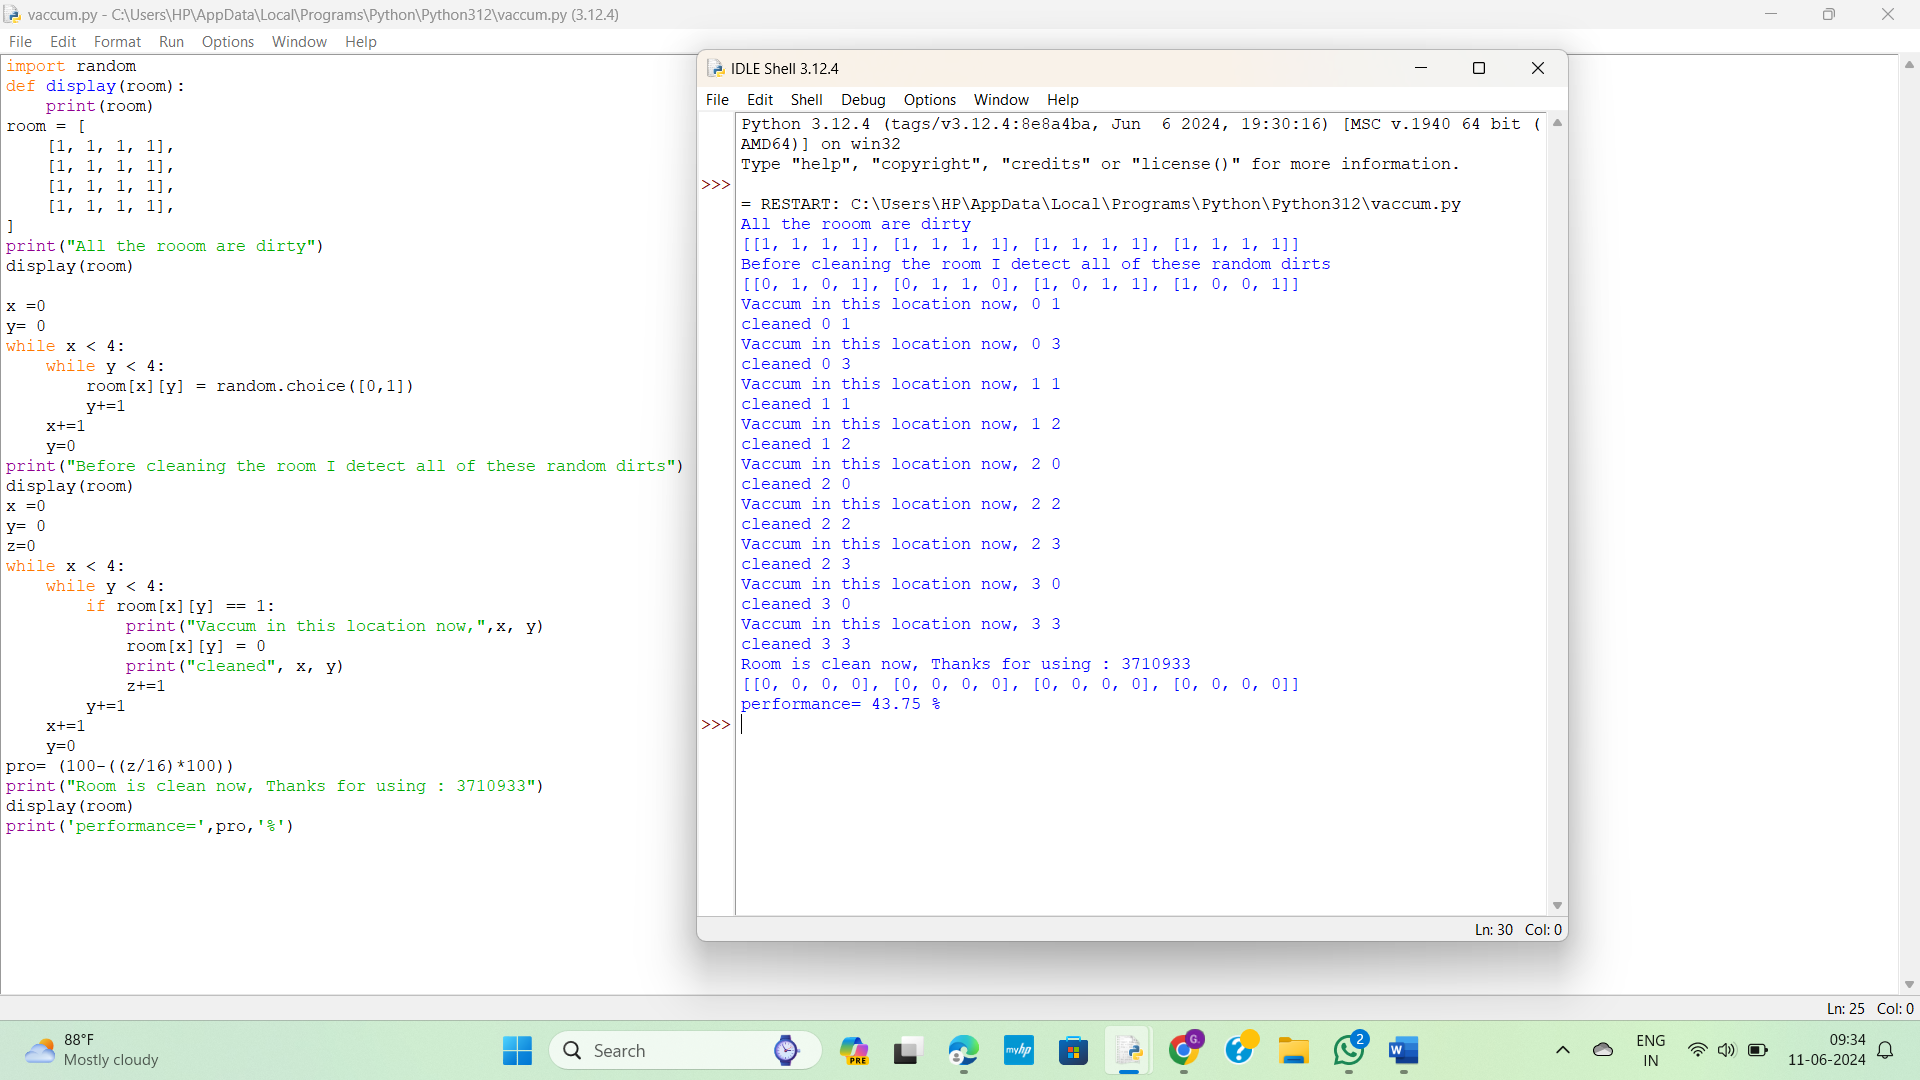 vaccum.py - C:\Users\HP\AppData\Local\Programs\Python\Python312\vaccum.py (3.12.4)
File Edit Format Run Options Window Help
import random
def display(room):
    print(room)
room = [
    [1, 1, 1, 1],
    [1, 1, 1, 1],
    [1, 1, 1, 1],
    [1, 1, 1, 1],
]
print("All the rooom are dirty")
display(room)

x =0
y= 0
while x < 4:
    while y < 4:
        room[x][y] = random.choice([0,1])
        y+=1
    x+=1
    y=0
print("Before cleaning the room I detect all of these random dirts")
display(room)
x =0
y= 0
z=0
while x < 4:
    while y < 4:
        if room[x][y] == 1:
            print("Vaccum in this location now,",x, y)
            room[x][y] = 0
            print("cleaned", x, y)
            z+=1
        y+=1
    x+=1
    y=0
pro= (100-((z/16)*100))
print("Room is clean now, Thanks for using : 3710933")
display(room)
print('performance=',pro,'%')
IDLE Shell 3.12.4
File Edit Shell Debug Options Window Help
Python 3.12.4 (tags/v3.12.4:8e8a4ba, Jun  6 2024, 19:30:16) [MSC v.1940 64 bit (
AMD64)] on win32
Type "help", "copyright", "credits" or "license()" for more information.
>>>
= RESTART: C:\Users\HP\AppData\Local\Programs\Python\Python312\vaccum.py
All the rooom are dirty
[[1, 1, 1, 1], [1, 1, 1, 1], [1, 1, 1, 1], [1, 1, 1, 1]]
Before cleaning the room I detect all of these random dirts
[[0, 1, 0, 1], [0, 1, 1, 0], [1, 0, 1, 1], [1, 0, 0, 1]]
Vaccum in this location now, 0 1
cleaned 0 1
Vaccum in this location now, 0 3
cleaned 0 3
Vaccum in this location now, 1 1
cleaned 1 1
Vaccum in this location now, 1 2
cleaned 1 2
Vaccum in this location now, 2 0
cleaned 2 0
Vaccum in this location now, 2 2
cleaned 2 2
Vaccum in this location now, 2 3
cleaned 2 3
Vaccum in this location now, 3 0
cleaned 3 0
Vaccum in this location now, 3 3
cleaned 3 3
Room is clean now, Thanks for using : 3710933
[[0, 0, 0, 0], [0, 0, 0, 0], [0, 0, 0, 0], [0, 0, 0, 0]]
performance= 43.75 %
>>>
Ln: 30 Col: 0
Ln: 25 Col: 0
88°F
Mostly cloudy
Search
PRE
myhp
G.
2
W
ENG
IN
09:34
11-06-2024